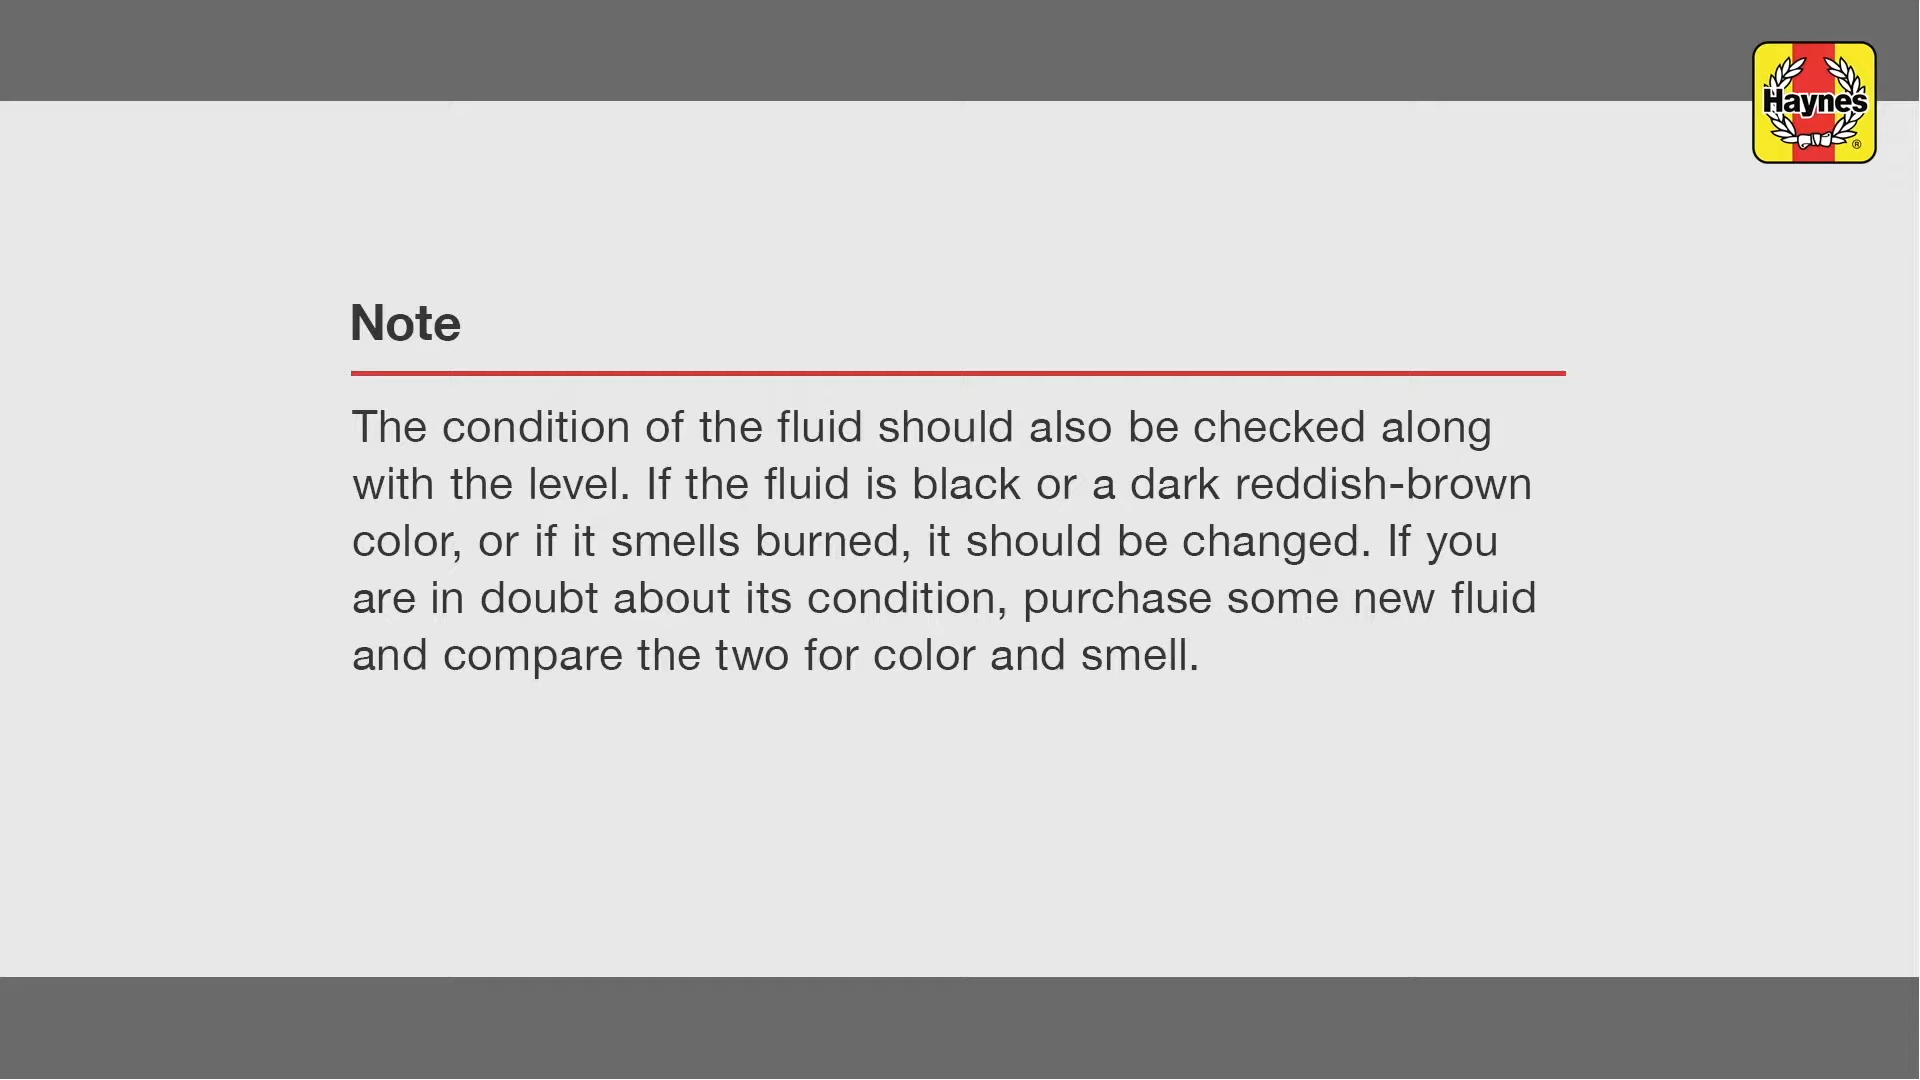 Haynes
®
Note
The condition of the fluid should also be checked along
with the level. If the fluid is black or a dark reddish-brown
color, or if it smells burned, it should be changed. If you
are in doubt about its condition, purchase some new fluid
and compare the two for color and smell.